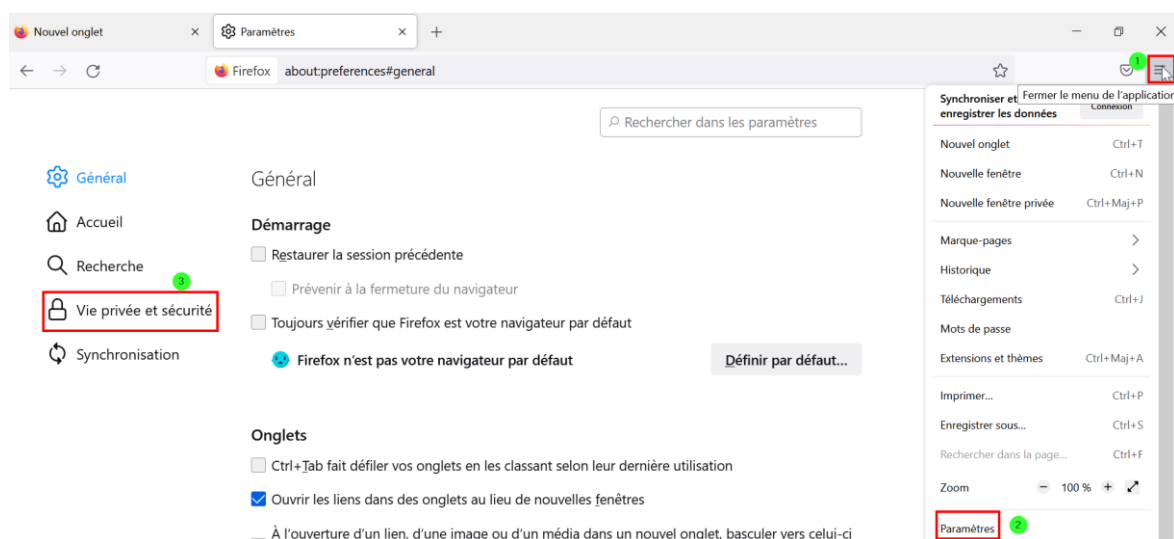 Nouvel onglet
Paramètres
Firefox about:preferences#general
1
Fermer le menu de l'application
Rechercher dans les paramètres
Général
Accueil
Recherche
3
Vie privée et sécurité
Synchronisation
Général
Démarrage
Restaurer la session précédente
Prévenir à la fermeture du navigateur
Toujours vérifier que Firefox est votre navigateur par défaut
Firefox n'est pas votre navigateur par défaut
Définir par défaut...
Onglets
Ctrl+Tab fait défiler vos onglets en les classant selon leur dernière utilisation
Ouvrir les liens dans des onglets au lieu de nouvelles fenêtres
À l'ouverture d'un lien, d'une image ou d'un média dans un nouvel onglet, basculer vers celui-ci
Synchroniser et
enregistrer les données
Connexion
Nouvel onglet Ctrl+T
Nouvelle fenêtre Ctrl+N
Nouvelle fenêtre privée Ctrl+Maj+P
Marque-pages
Historique
Téléchargements Ctrl+J
Mots de passe
Extensions et thèmes Ctrl+Maj+A
Imprimer... Ctrl+P
Enregistrer sous... Ctrl+S
Rechercher dans la page... Ctrl+F
Zoom − 100 % +
Paramètres 2